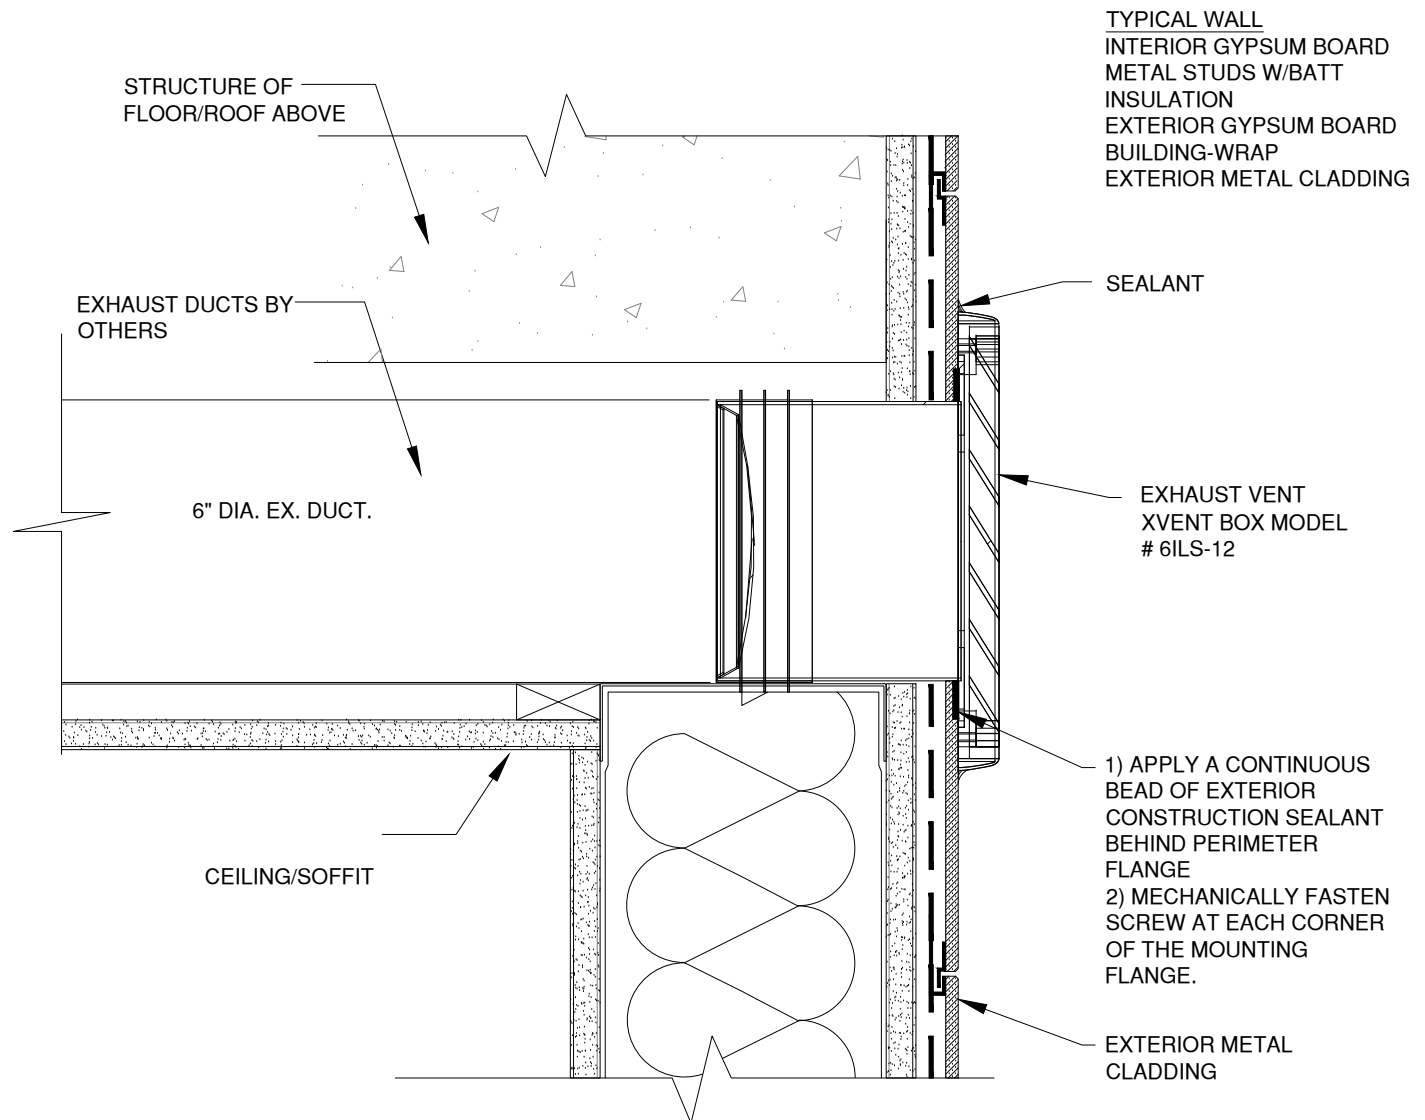 TYPICAL WALL
INTERIOR GYPSUM BOARD
METAL STUDS W/BATT
INSULATION
EXTERIOR GYPSUM BOARD
BUILDING-WRAP
EXTERIOR METAL CLADDING
STRUCTURE OF
FLOOR/ROOF ABOVE
SEALANT
EXHAUST DUCTS BY
OTHERS
6" DIA. EX. DUCT.
EXHAUST VENT
XVENT BOX MODEL
# 6ILS-12
1) APPLY A CONTINUOUS
BEAD OF EXTERIOR
CONSTRUCTION SEALANT
BEHIND PERIMETER
FLANGE
2) MECHANICALLY FASTEN
SCREW AT EACH CORNER
OF THE MOUNTING
FLANGE.
CEILING/SOFFIT
EXTERIOR METAL
CLADDING